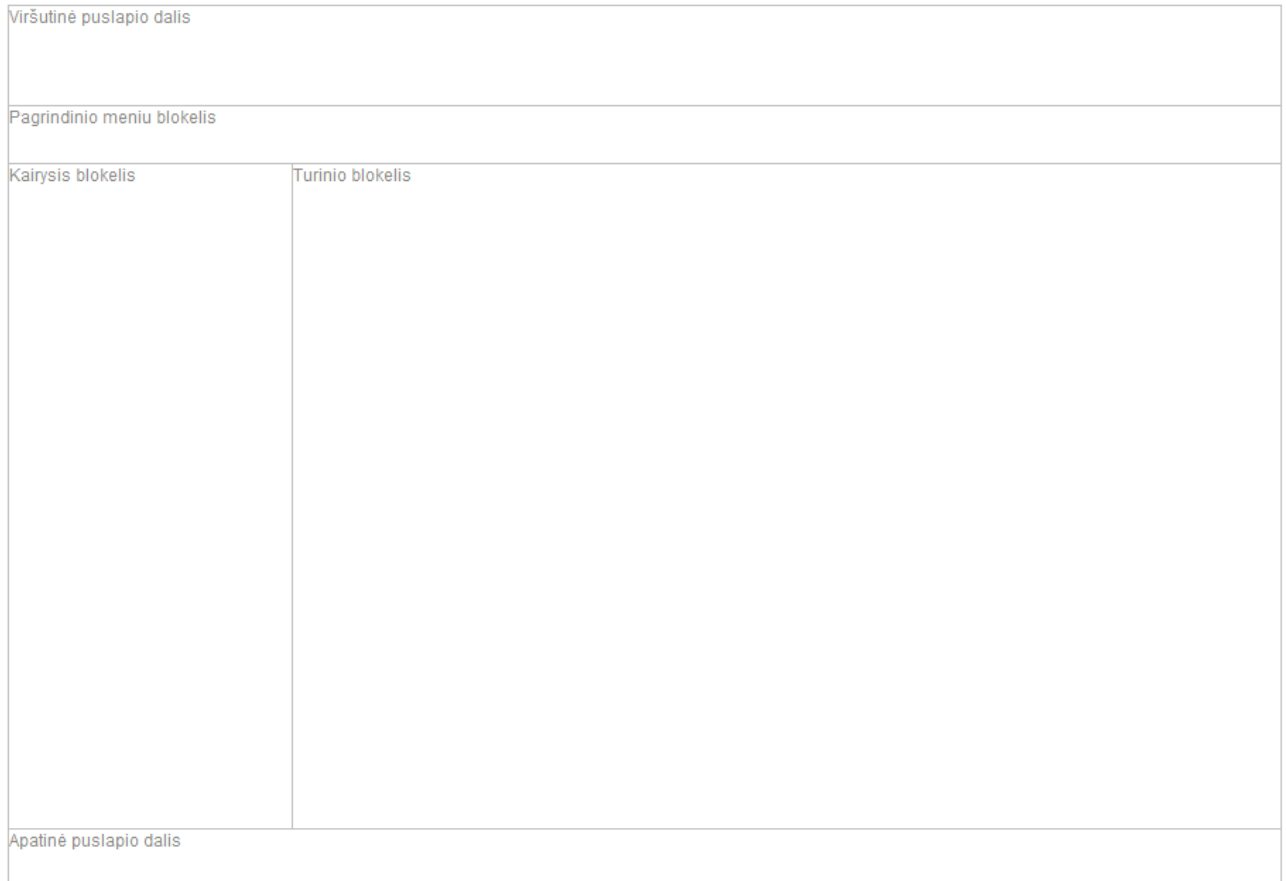 Viršutinė puslapio dalis
Pagrindinio meniu blokelis
Kairysis blokelis
Turinio blokelis
Apatinė puslapio dalis